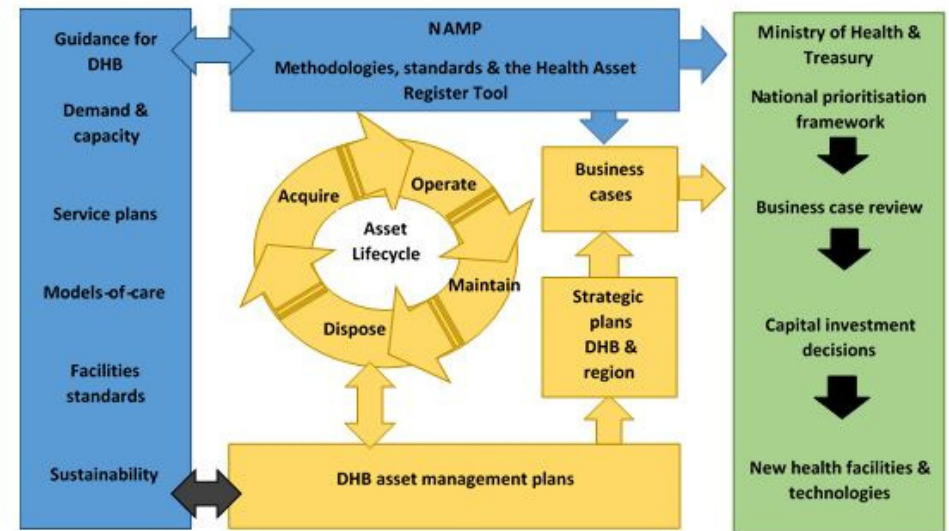 Guidance for
DHB
Demand &
capacity
Service plans
Models-of-care
Facilities
standards
Sustainability
NAMP
Methodologies, standards & the Health Asset
Register Tool
Acquire
Operate
Asset
Lifecycle
Maintain
Dispose
Business
cases
Strategic
plans
DHB &
region
DHB asset management plans
Ministry of Health &
Treasury
National prioritisation
framework
Business case review
Capital investment
decisions
New health facilities &
technologies